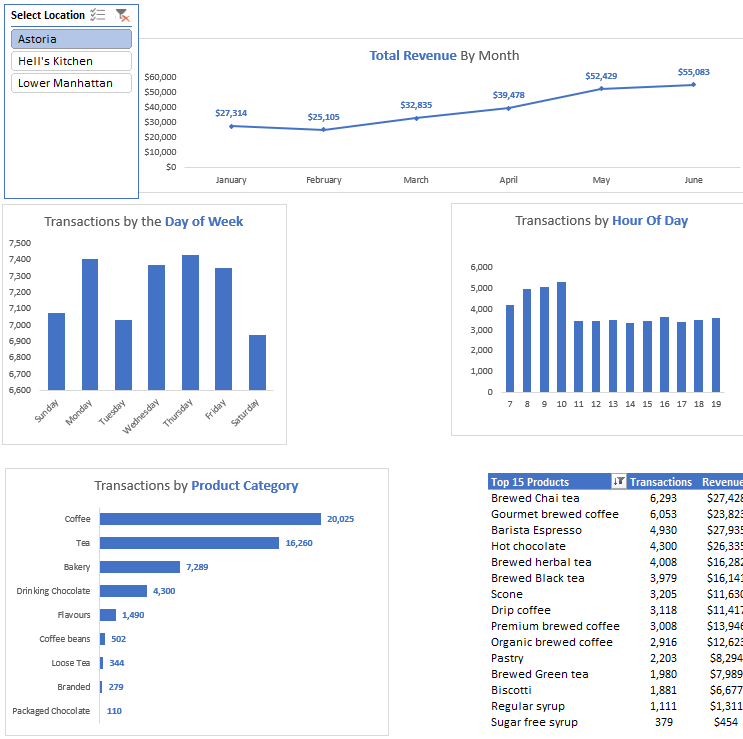 Select Location
Astoria
Hell's Kitchen
Lower Manhattan
Total Revenue By Month
$60,000
$50,000
$40,000
$30,000
$20,000
$10,000
$0
$27,314
$25,105
$32,835
$39,478
$52,429
$55,083
January February March April May June
Transactions by the Day of Week
7,500
7,400
7,300
7,200
7,100
7,000
6,900
6,800
6,700
6,600
Sunday Monday Tuesday Wednesday Thursday Friday Saturday
Transactions by Hour Of Day
6,000
5,000
4,000
3,000
2,000
1,000
0
7 8 9 10 11 12 13 14 15 16 17 18 19
Transactions by Product Category
Coffee 20,025
Tea 16,260
Bakery 7,289
Drinking Chocolate 4,300
Flavours 1,490
Coffee beans 502
Loose Tea 344
Branded 279
Packaged Chocolate 110
Top 15 Products Transactions Revenue
Brewed Chai tea 6,293 $27,428
Gourmet brewed coffee 6,053 $23,823
Barista Espresso 4,930 $27,935
Hot chocolate 4,300 $26,335
Brewed herbal tea 4,008 $16,282
Brewed Black tea 3,979 $16,141
Scone 3,205 $11,630
Drip coffee 3,118 $11,417
Premium brewed coffee 3,008 $13,946
Organic brewed coffee 2,916 $12,623
Pastry 2,203 $8,294
Brewed Green tea 1,980 $7,989
Biscotti 1,881 $6,677
Regular syrup 1,111 $1,311
Sugar free syrup 379 $454